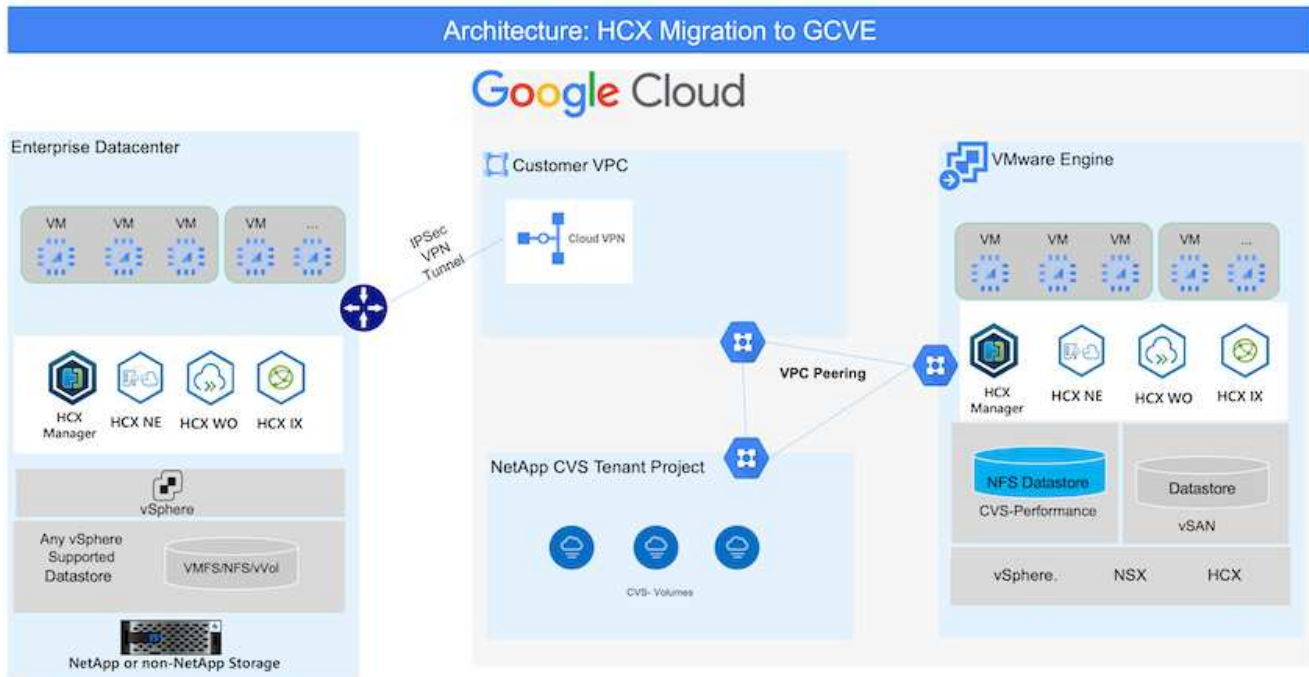 Architecture: HCX Migration to GCVE
Google Cloud
Enterprise Datacenter
VM VM VM VM ...
IPSec
VPN
Tunnel
HCX
Manager
HCX NE
HCX WO
HCX IX
vSphere
Any vSphere
Supported
Datastore
VMFS/NFS/vVol
NetApp or non-NetApp Storage
Customer VPC
Cloud VPN
VPC Peering
NetApp CVS Tenant Project
CVS- Volumes
VMware Engine
VM VM VM VM ...
HCX
Manager
HCX NE
HCX WO
HCX IX
NFS Datastore
CVS-Performance
Datastore
vSAN
vSphere. NSX HCX